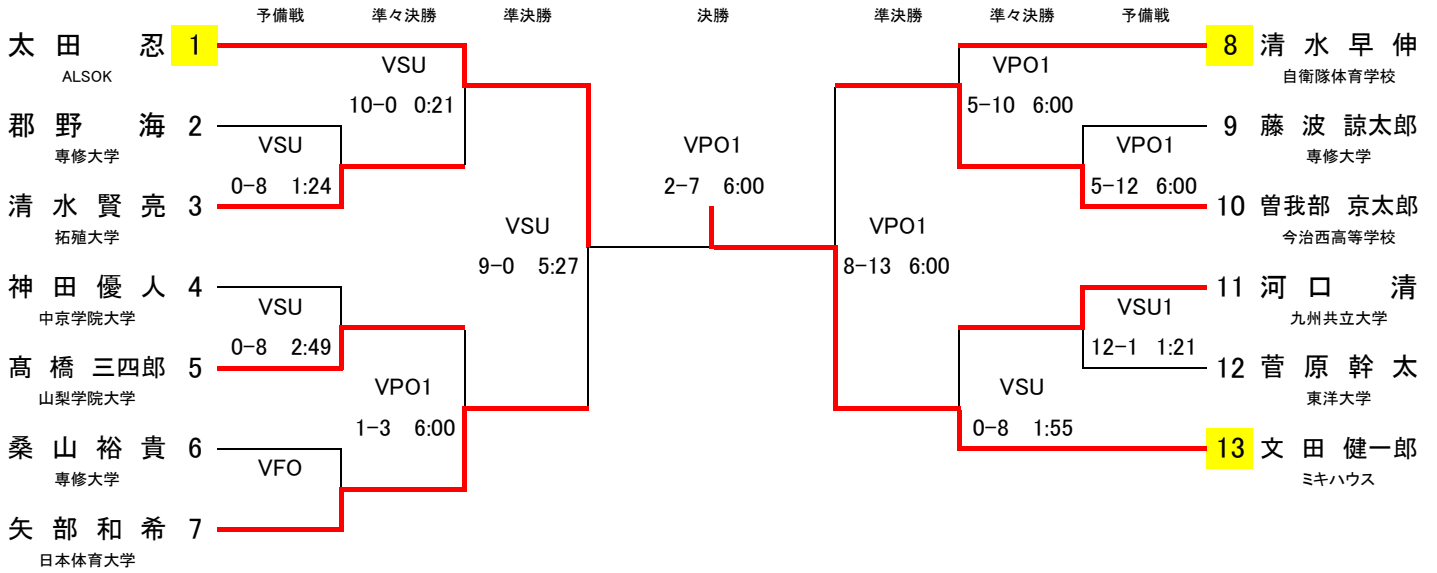 予備戦 準々決勝 準決勝 決勝 準決勝 準々決勝 予備戦
太田 忍 1
ALSOK
VSU
10-0 0:21
郡野 海 2
専修大学
VSU
0-8 1:24
清水賢亮 3
拓殖大学
VSU
9-0 5:27
神田優人 4
中京学院大学
VSU
0-8 2:49
髙橋 三四郎 5
山梨学院大学
VPO1
1-3 6:00
桑山裕貴 6
専修大学
VFO
矢部和希 7
日本体育大学
VPO1
2-7 6:00
8 清水早伸
自衛隊体育学校
VPO1
5-10 6:00
9 藤波 諒太郎
専修大学
VPO1
5-12 6:00
10 曽我部 京太郎
今治西高等学校
VPO1
8-13 6:00
11 河口 清
九州共立大学
VSU1
12-1 1:21
12 菅原幹太
東洋大学
VSU
0-8 1:55
13 文田 健一郎
ミキハウス